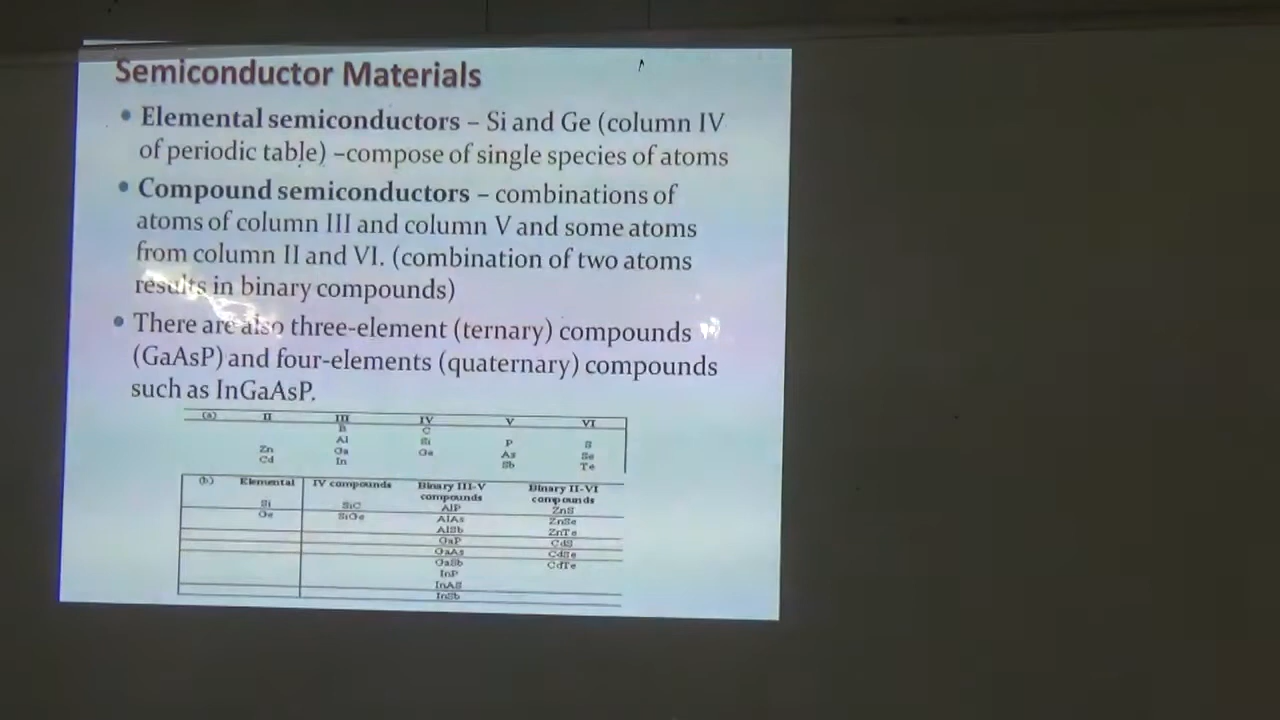 Semiconductor Materials
• Elemental semiconductors – Si and Ge (column IV
of periodic table) –compose of single species of atoms
• Compound semiconductors – combinations of
atoms of column III and column V and some atoms
from column II and VI. (combination of two atoms
results in binary compounds)
• There are also three-element (ternary) compounds
(GaAsP) and four-elements (quaternary) compounds
such as InGaAsP.
(a) II III IV V VI
B C
Al Si P S
Zn Ga Ge As Se
Cd In Sb Te
(b) Elemental IV compounds Binary III-V Binary II-VI
compounds compounds
Si SiC AlP ZnS
Ge SiGe AlAs ZnSe
AlSb ZnTe
GaP CdS
GaAs CdSe
GaSb CdTe
InP
InAs
InSb